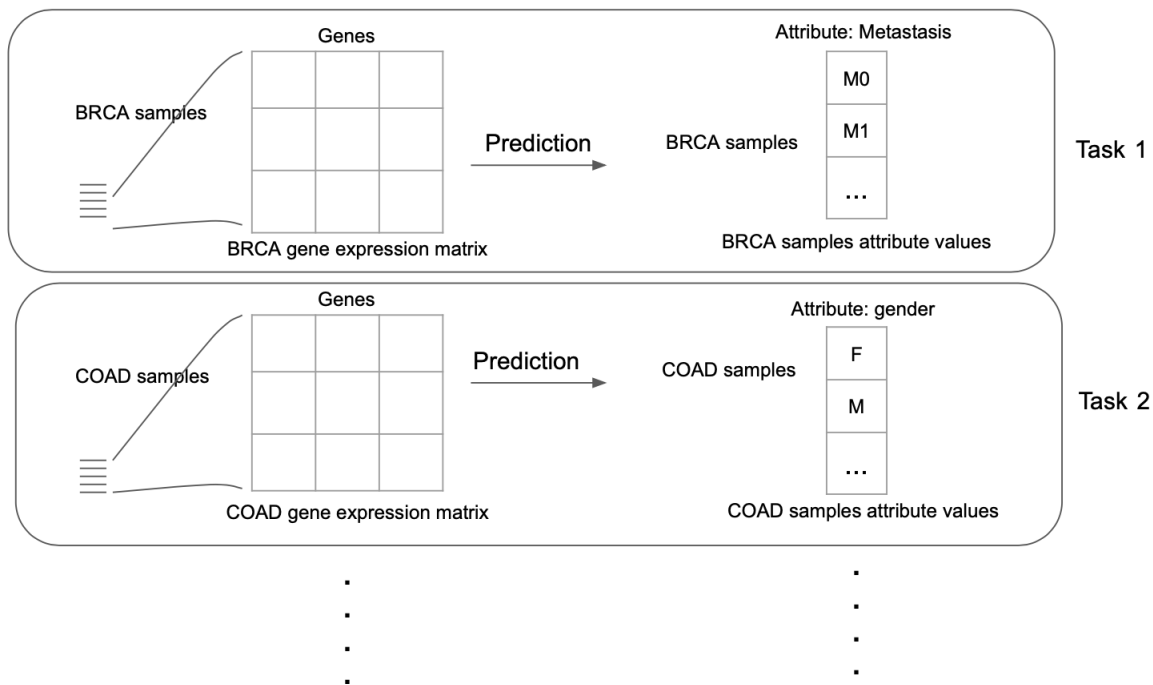 Genes
Attribute: Metastasis
M0
BRCA samples
M1
Prediction
BRCA samples
Task 1
...
BRCA gene expression matrix
BRCA samples attribute values
Genes
Attribute: gender
F
Prediction
COAD samples
COAD samples
M
Task 2
...
COAD gene expression matrix
COAD samples attribute values